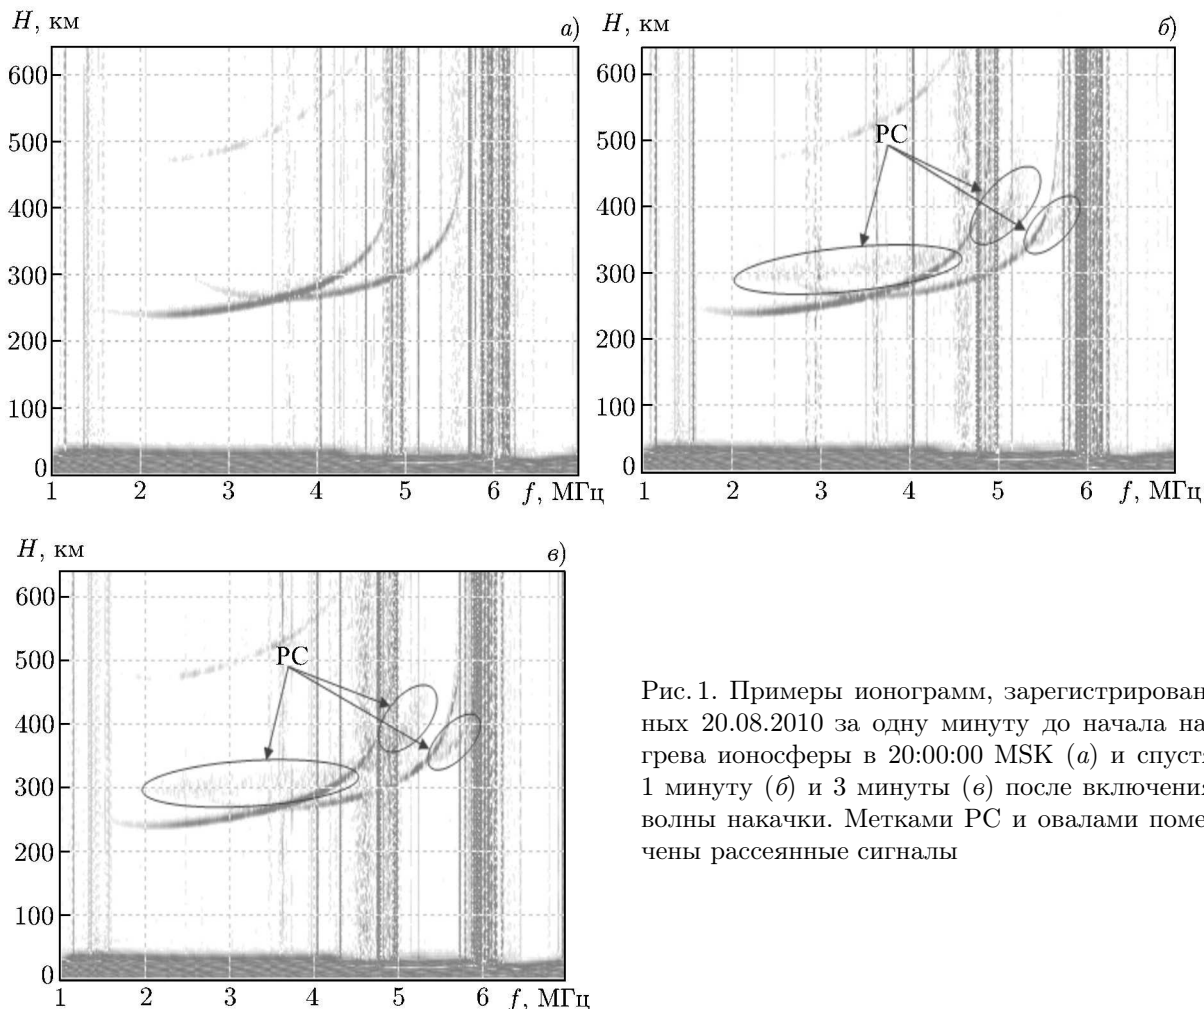 H, км
а)
600
500
400
300
200
100
0
1 2 3 4 5 6 f, МГц
H, км
б)
600
500
400
300
200
100
0
РС
1 2 3 4 5 6 f, МГц
H, км
в)
600
500
400
300
200
100
0
РС
1 2 3 4 5 6 f, МГц
Рис. 1. Примеры ионограмм, зарегистрирован
ных 20.08.2010 за одну минуту до начала на
грева ионосферы в 20:00:00 MSK (а) и спуст
1 минуту (б) и 3 минуты (в) после включени
волны накачки. Метками РС и овалами поме
чены рассеянные сигналы